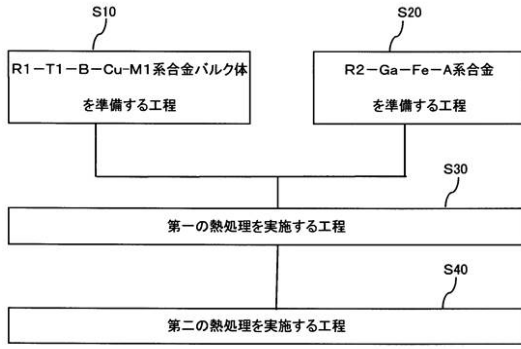 S10
S20
R1－T1－B－Cu-M1系合金バルク体
を準備する工程
R2－Ga－Fe－A系合金
を準備する工程
S30
第一の熱処理を実施する工程
S40
第二の熱処理を実施する工程